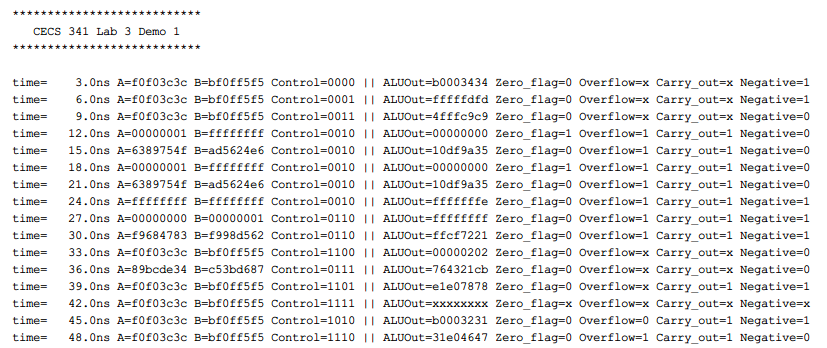 ***************************
CECS 341 Lab 3 Demo 1
***************************
time= 3.0ns A=f0f03c3c B=bf0ff5f5 Control=0000 || ALUOut=b0003434 Zero_flag=0 Overflow=x Carry_out=x Negative=1
time= 6.0ns A=f0f03c3c B=bf0ff5f5 Control=0001 || ALUOut=fffffdfd Zero_flag=0 Overflow=x Carry_out=x Negative=1
time= 9.0ns A=f0f03c3c B=bf0ff5f5 Control=0011 || ALUOut=4fffc9c9 Zero_flag=0 Overflow=x Carry_out=x Negative=0
time= 12.0ns A=00000001 B=ffffffff Control=0010 || ALUOut=00000000 Zero_flag=1 Overflow=1 Carry_out=1 Negative=0
time= 15.0ns A=6389754f B=ad5624e6 Control=0010 || ALUOut=10df9a35 Zero_flag=0 Overflow=1 Carry_out=1 Negative=0
time= 18.0ns A=00000001 B=ffffffff Control=0010 || ALUOut=00000000 Zero_flag=1 Overflow=1 Carry_out=1 Negative=0
time= 21.0ns A=6389754f B=ad5624e6 Control=0010 || ALUOut=10df9a35 Zero_flag=0 Overflow=1 Carry_out=1 Negative=0
time= 24.0ns A=ffffffff B=ffffffff Control=0010 || ALUOut=fffffffe Zero_flag=0 Overflow=1 Carry_out=1 Negative=1
time= 27.0ns A=00000000 B=00000001 Control=0110 || ALUOut=ffffffff Zero_flag=0 Overflow=1 Carry_out=1 Negative=1
time= 30.0ns A=f9684783 B=f998d562 Control=0110 || ALUOut=ffcf7221 Zero_flag=0 Overflow=1 Carry_out=1 Negative=1
time= 33.0ns A=f0f03c3c B=bf0ff5f5 Control=1100 || ALUOut=00000202 Zero_flag=0 Overflow=x Carry_out=x Negative=0
time= 36.0ns A=89bcde34 B=c53bd687 Control=0111 || ALUOut=764321cb Zero_flag=0 Overflow=x Carry_out=x Negative=0
time= 39.0ns A=f0f03c3c B=bf0ff5f5 Control=1101 || ALUOut=e1e07878 Zero_flag=0 Overflow=1 Carry_out=1 Negative=1
time= 42.0ns A=f0f03c3c B=bf0ff5f5 Control=1111 || ALUOut=xxxxxxxx Zero_flag=x Overflow=x Carry_out=x Negative=x
time= 45.0ns A=f0f03c3c B=bf0ff5f5 Control=1010 || ALUOut=b0003231 Zero_flag=0 Overflow=0 Carry_out=1 Negative=1
time= 48.0ns A=f0f03c3c B=bf0ff5f5 Control=1110 || ALUOut=31e04647 Zero_flag=0 Overflow=1 Carry_out=1 Negative=0